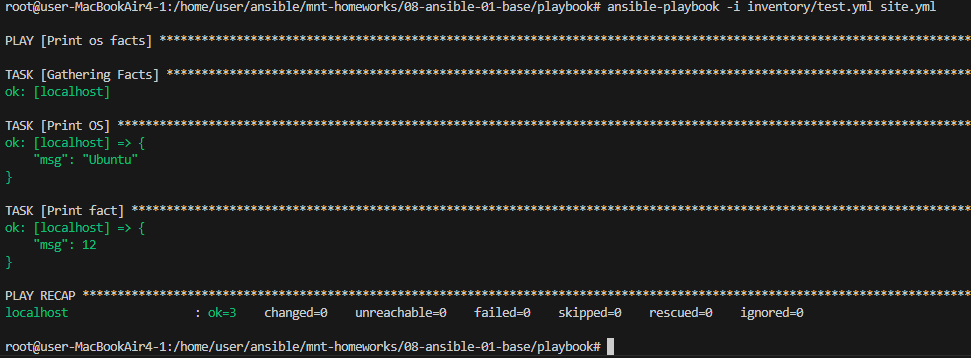 root@user-MacBookAir4-1:/home/user/ansible/mnt-homeworks/08-ansible-01-base/playbook# ansible-playbook -i inventory/test.yml site.yml
PLAY [Print os facts] ********************************************************************************************************************
TASK [Gathering Facts] *******************************************************************************************************************
ok: [localhost]
TASK [Print OS] **************************************************************************************************************************
ok: [localhost] => {
    "msg": "Ubuntu"
}
TASK [Print fact] ************************************************************************************************************************
ok: [localhost] => {
    "msg": 12
}
PLAY RECAP *******************************************************************************************************************************
localhost                  : ok=3    changed=0    unreachable=0    failed=0    skipped=0    rescued=0    ignored=0
root@user-MacBookAir4-1:/home/user/ansible/mnt-homeworks/08-ansible-01-base/playbook#